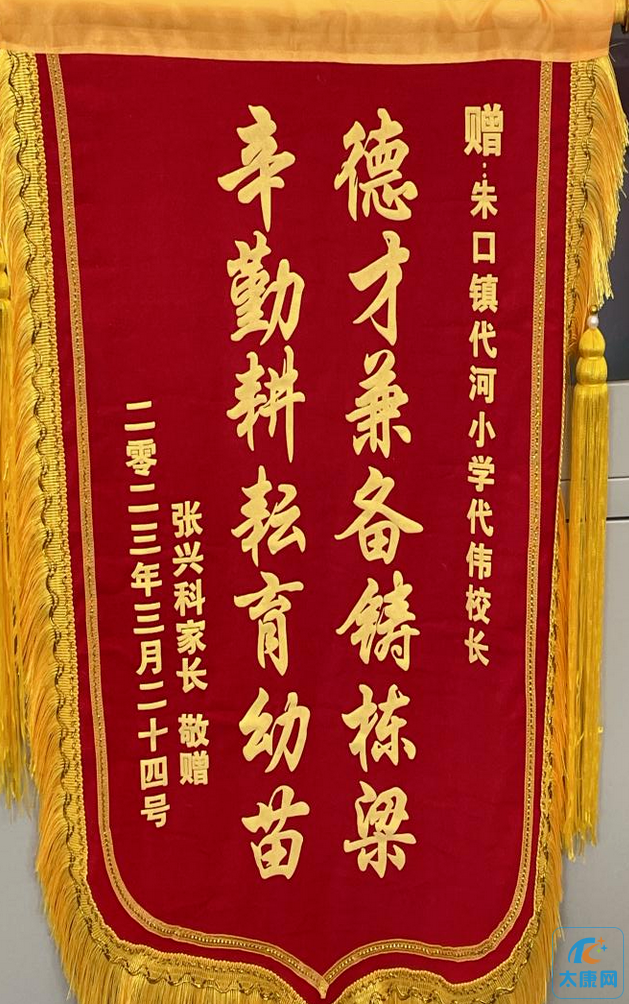 赠:朱口镇代河小学代伟校长
德才兼备铸栋梁
辛勤耕耘育幼苗
张兴科家长 敬赠
二零二三年三月二十四号
太康网